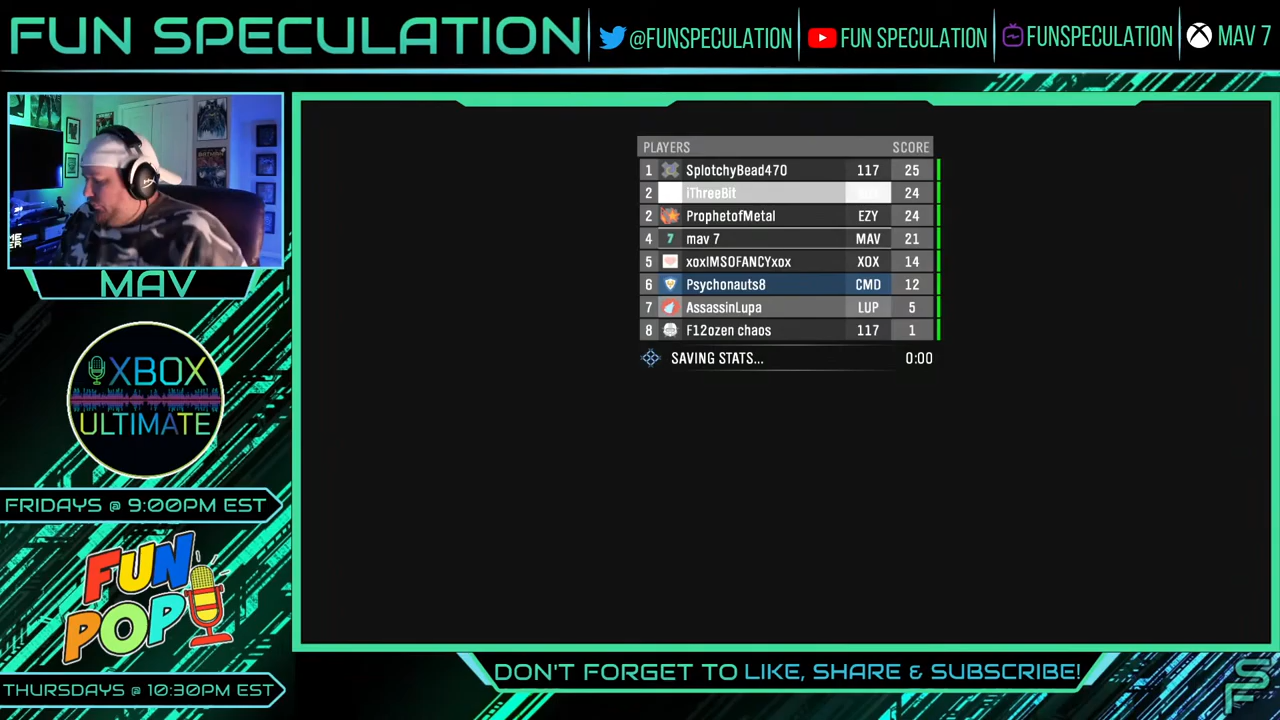 FUN SPECULATION
@FUNSPECULATION
FUN SPECULATION
FUNSPECULATION
MAV 7
MAV
XBOX
ULTIMATE
FRIDAYS @ 9:00PM EST
FUN
POP
THURSDAYS @ 10:30PM EST
PLAYERS SCORE
1 SplotchyBead470 117 25
2 iThreeBit 24
2 ProphetofMetal EZY 24
4 7 mav 7 MAV 21
5 xoxIMSOFANCYxox XOX 14
6 Psychonauts8 CMD 12
7 AssassinLupa LUP 5
8 F12ozen chaos 117 1
SAVING STATS... 0:00
DON'T FORGET TO LIKE, SHARE & SUBSCRIBE!
SF